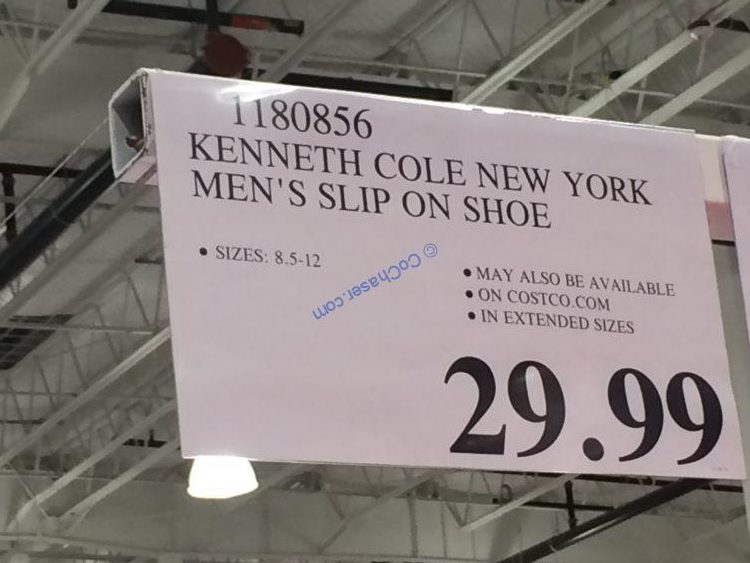 1180856
KENNETH COLE NEW YORK
MEN'S SLIP ON SHOE
• SIZES: 8.5-12
• MAY ALSO BE AVAILABLE
• ON COSTCO.COM
• IN EXTENDED SIZES
29.99
© CoChaser.com